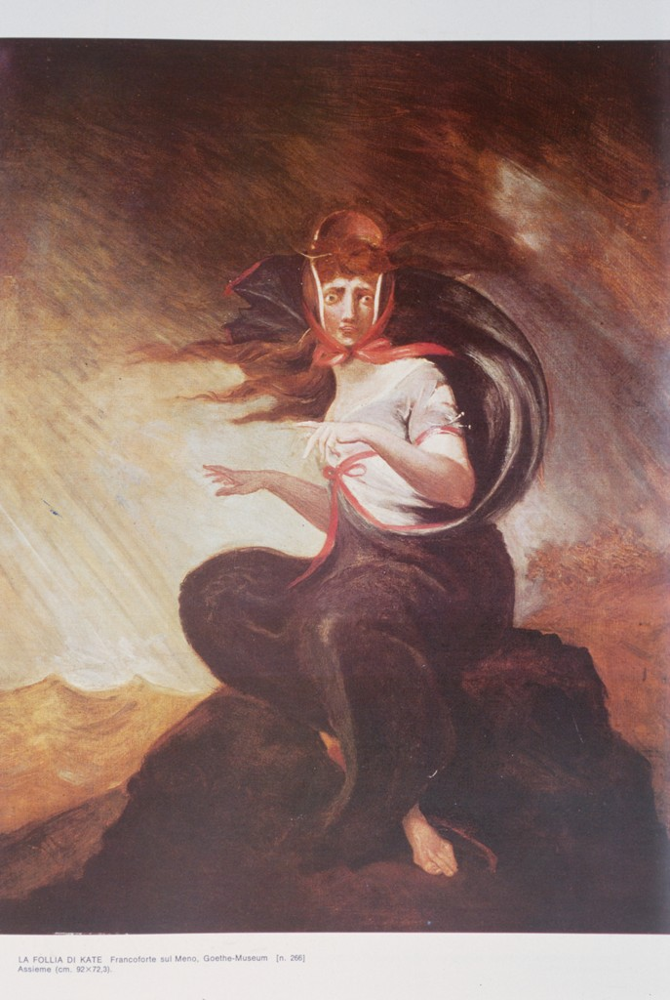 LA FOLLIA DI KATE Francoforte sul Meno, Goethe-Museum [n. 266]
Assieme (cm. 92×72,3).